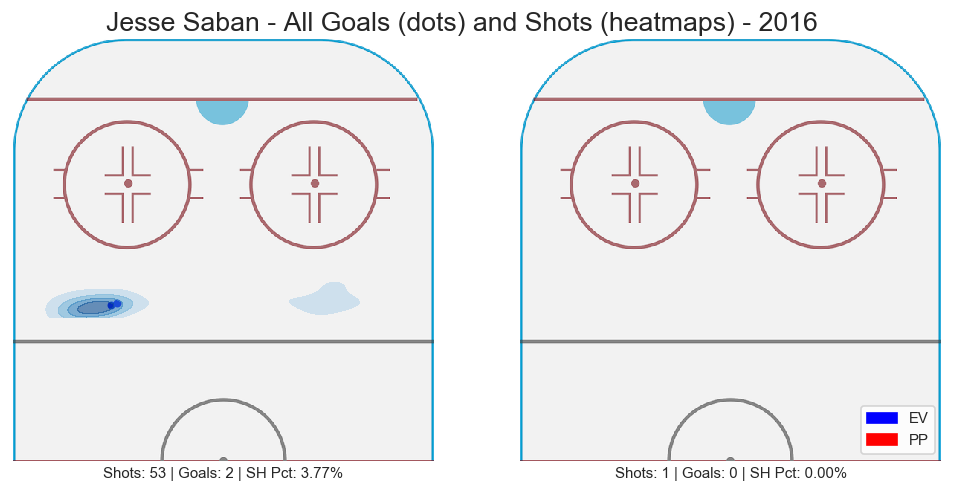 Jesse Saban - All Goals (dots) and Shots (heatmaps) - 2016
EV
PP
Shots: 53 | Goals: 2 | SH Pct: 3.77%
Shots: 1 | Goals: 0 | SH Pct: 0.00%